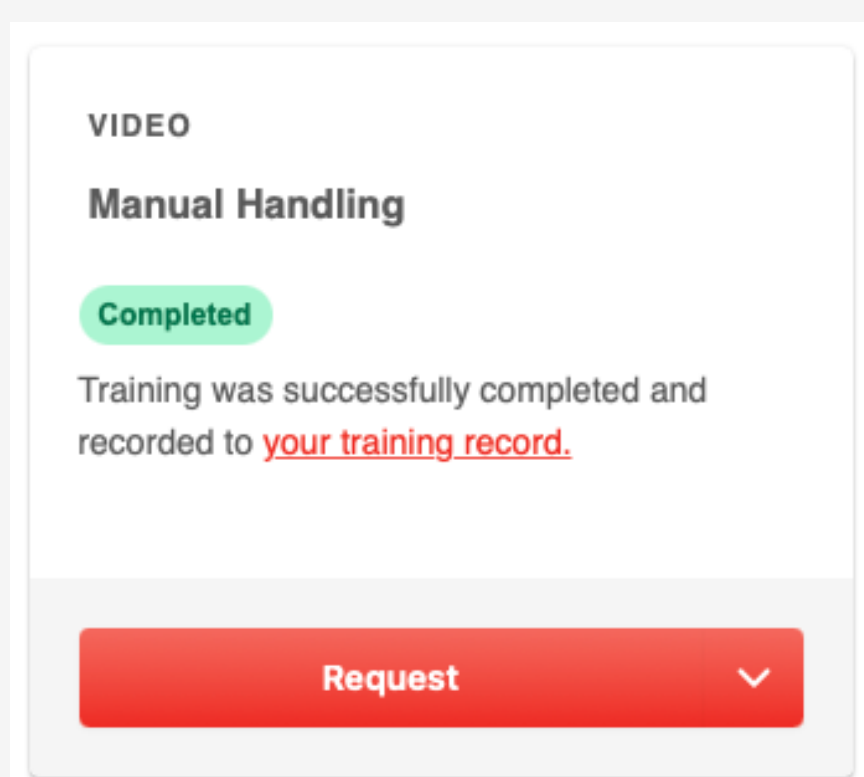 VIDEO
Manual Handling
Completed
Training was successfully completed and
recorded to your training record.
Request